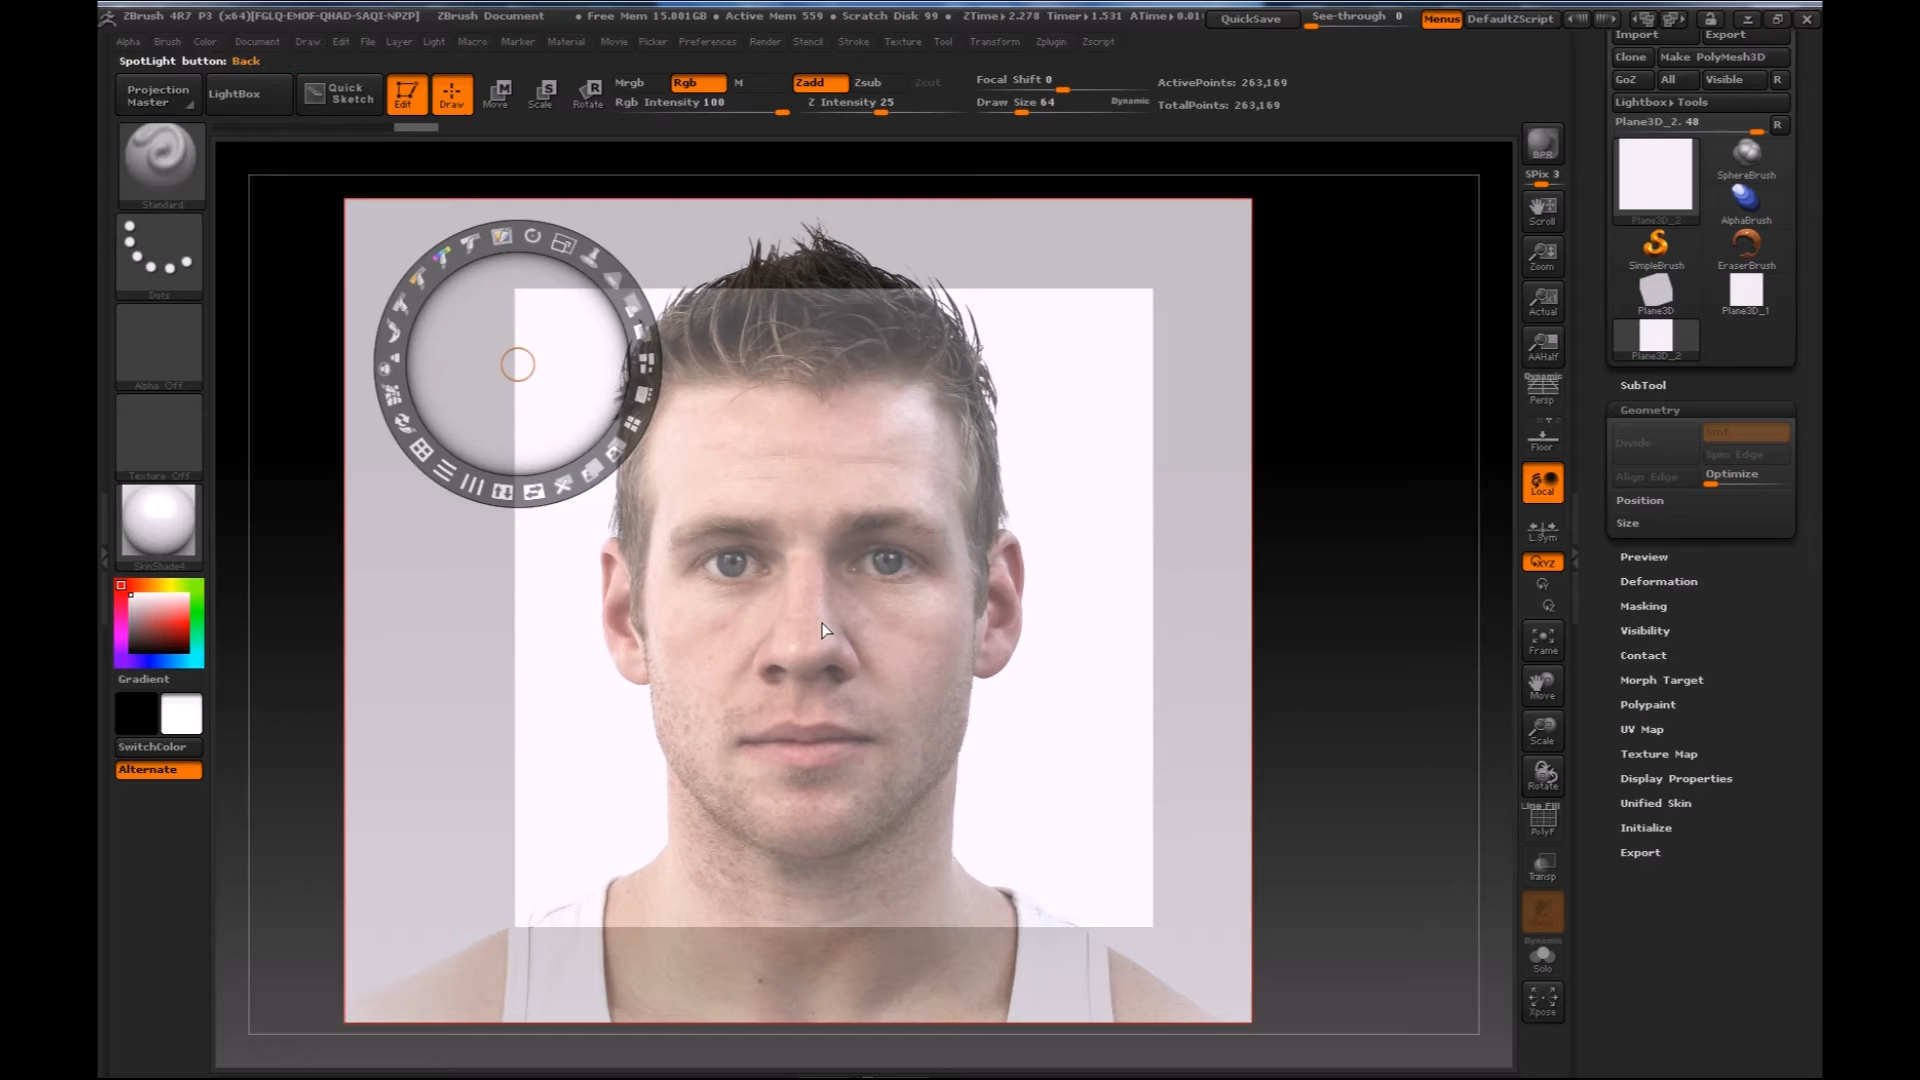 ZBrush 4R7 P3 (x64)[FGLQ-EMOF-QHAD-SAQI-NPZP] ZBrush Document • Free Mem 15.001GB • Active Mem 559 • Scratch Disk 99 • ZTime▸2.278 Timer▸1.531 ATime▸0.01 QuickSave See-through 0 Menus DefaultZScript
Alpha Brush Color Document Draw Edit File Layer Light Macro Marker Material Movie Picker Preferences Render Stencil Stroke Texture Tool Transform Zplugin Zscript
SpotLight button: Back
Projection Master
LightBox
Quick Sketch
Edit
Draw
Move
Scale
Rotate
Mrgb Rgb M
Rgb Intensity 100
Zadd Zsub Zcut
Z Intensity 25
Focal Shift 0
Draw Size 64 Dynamic
ActivePoints: 263,169
TotalPoints: 263,169
Standard
Dots
Alpha Off
Texture Off
SkinShade4
Gradient
SwitchColor
Alternate
BPR
SPix 3
Scroll
Zoom
Actual
AAHalf
Dynamic
Persp
Floor
Local
L.Sym
XYZ
Frame
Move
Scale
Rotate
Line Fill
PolyF
Transp
Dynamic
Solo
Xpose
Import Export
Clone Make PolyMesh3D
GoZ All Visible R
Lightbox▸Tools
Plane3D_2. 48 R
Plane3D_2
SphereBrush
AlphaBrush
SimpleBrush
EraserBrush
Plane3D
Plane3D_1
Plane3D_2
SubTool
Geometry
Divide
Smt
Spin Edge
Align Edge
Optimize
Position
Size
Preview
Deformation
Masking
Visibility
Contact
Morph Target
Polypaint
UV Map
Texture Map
Display Properties
Unified Skin
Initialize
Export